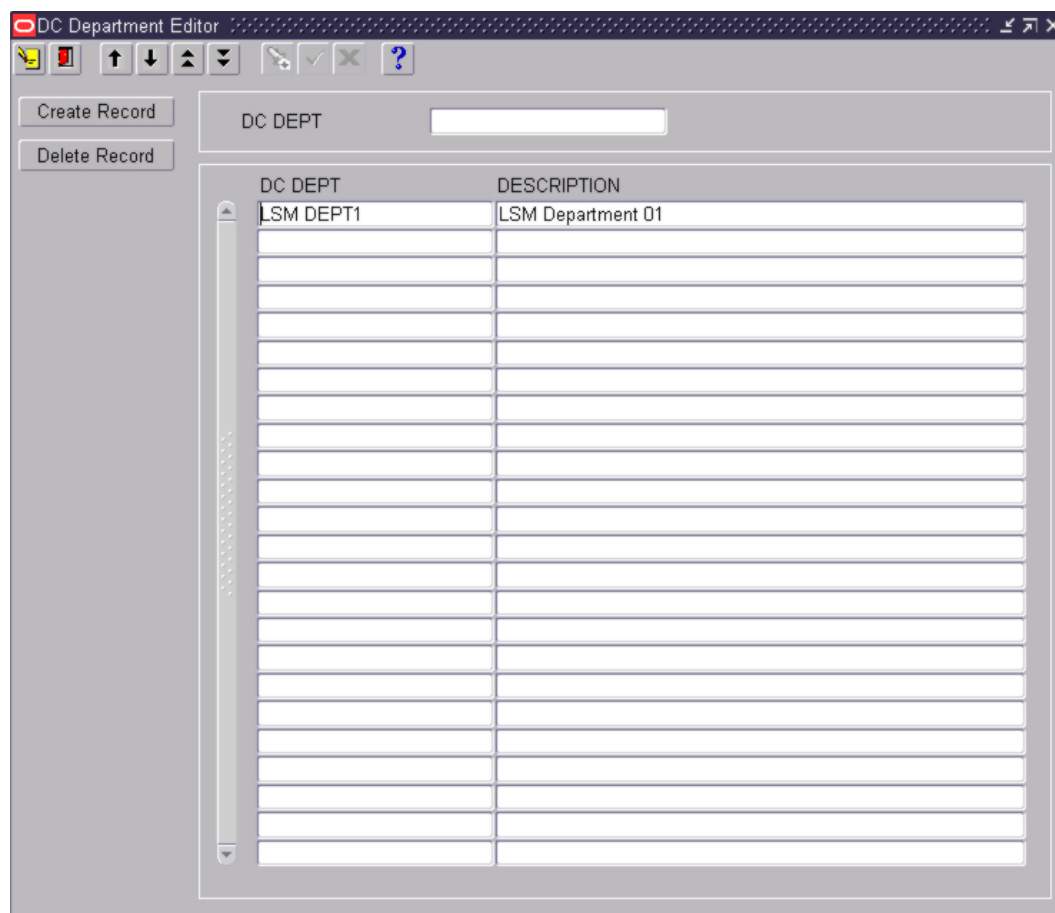 DC Department Editor
?
Create Record
Delete Record
DC DEPT
DC DEPT DESCRIPTION
LSM DEPT1 LSM Department 01